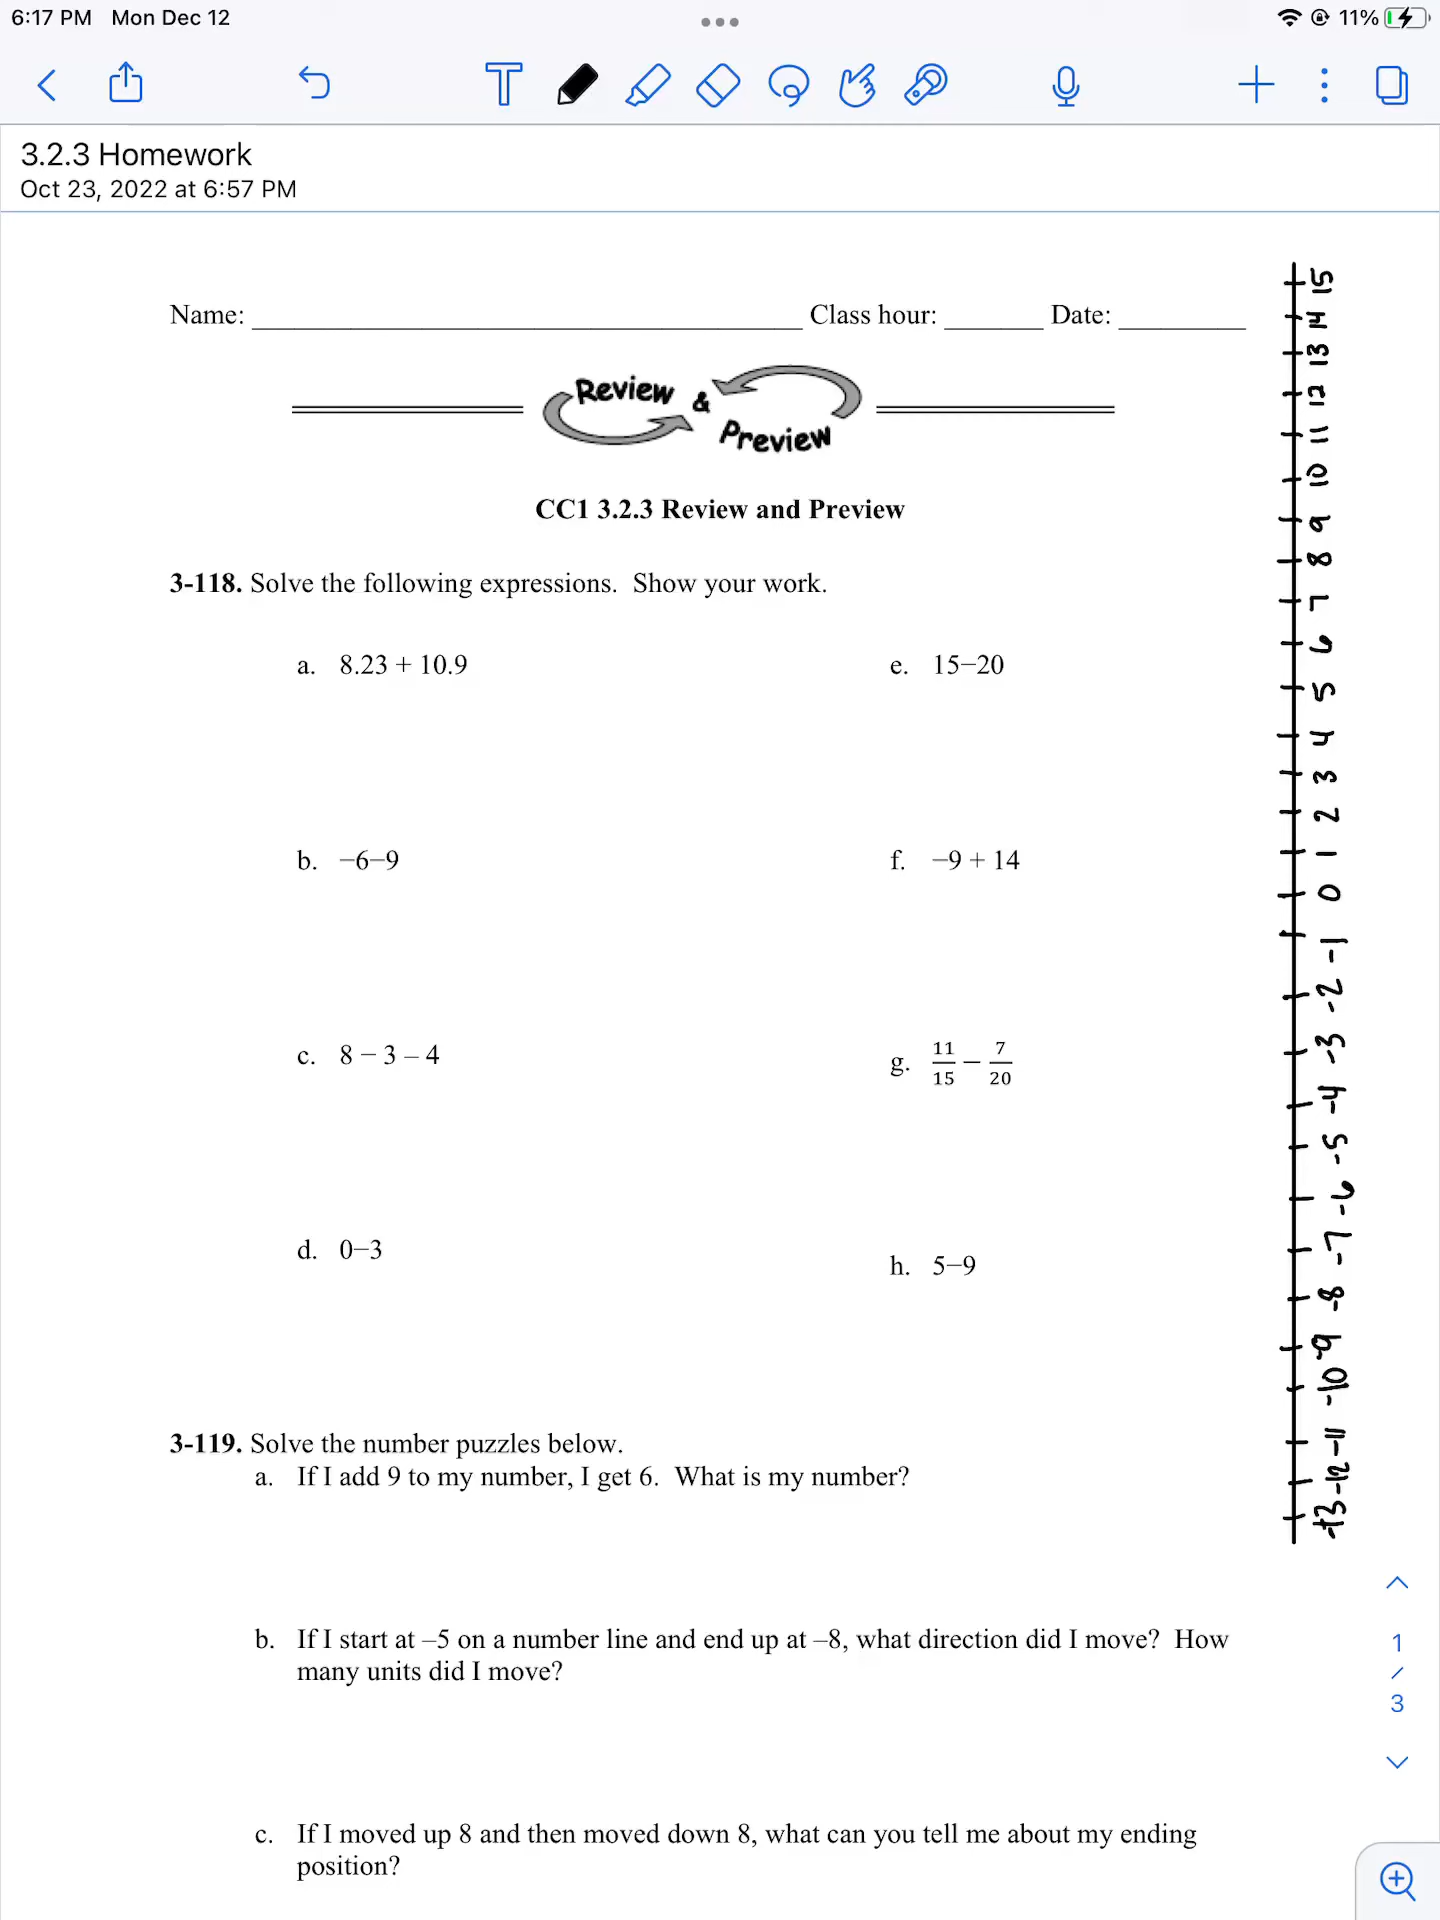 6:17 PM Mon Dec 12
11%
3.2.3 Homework
Oct 23, 2022 at 6:57 PM
Name: ______ Class hour: ______ Date: ______
Review &
Preview
CC1 3.2.3 Review and Preview
3-118. Solve the following expressions. Show your work.
a. 8.23 + 10.9
e. 15−20
b. −6−9
f. −9 + 14
c. 8 − 3 – 4
g. 11/15 − 7/20
d. 0−3
h. 5−9
3-119. Solve the number puzzles below.
a. If I add 9 to my number, I get 6. What is my number?
b. If I start at –5 on a number line and end up at –8, what direction did I move? How
many units did I move?
c. If I moved up 8 and then moved down 8, what can you tell me about my ending
position?
-13 -12 -11 -10 -9 -8 -7 -6 -5 -4 -3 -2 -1 0 1 2 3 4 5 6 7 8 9 10 11 12 13 14 15
1
/
3